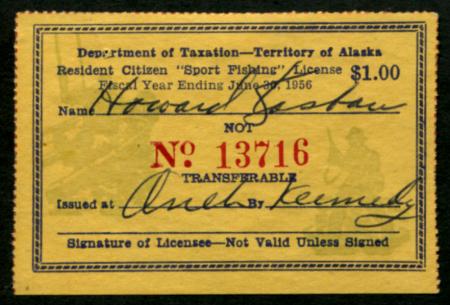 Department of Taxation—Territory of Alaska
Resident Citizen "Sport Fishing" License $1.00
Fiscal Year Ending June 30, 1956
Name Howard
NOT
No. 13716
TRANSFERABLE
Issued at Anch By Kennedy
Signature of Licensee—Not Valid Unless Signed